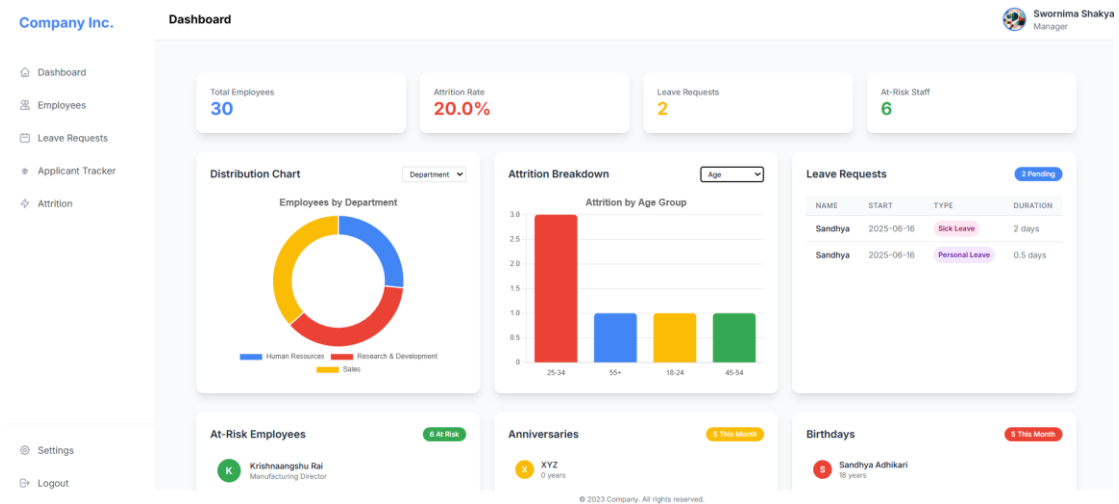 Company Inc.
Dashboard
Swornima Shakya
Manager
Dashboard
Employees
Leave Requests
Applicant Tracker
Attrition
Settings
Logout
Total Employees
30
Attrition Rate
20.0%
Leave Requests
2
At-Risk Staff
6
Distribution Chart
Department
Employees by Department
Human Resources
Research & Development
Sales
Attrition Breakdown
Age
Attrition by Age Group
3.0
2.5
2.0
1.5
1.0
0.5
0
25-34 55+ 18-24 45-54
Leave Requests
2 Pending
NAME START TYPE DURATION
Sandhya 2025-06-16 Sick Leave 2 days
Sandhya 2025-06-16 Personal Leave 0.5 days
At-Risk Employees
6 At Risk
K
Krishnaangshu Rai
Manufacturing Director
Anniversaries
5 This Month
X
XYZ
0 years
Birthdays
5 This Month
S
Sandhya Adhikari
18 years
© 2023 Company. All rights reserved.